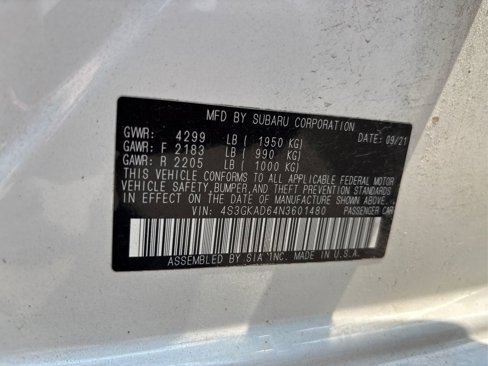 MFD BY SUBARU CORPORATION
GVWR: 4299 LB ( 1950 KG) DATE: 09/21
GAWR: F 2183 LB ( 990 KG)
GAWR: R 2205 LB ( 1000 KG)
THIS VEHICLE CONFORMS TO ALL APPLICABLE FEDERAL MOTOR
VEHICLE SAFETY, BUMPER, AND THEFT PREVENTION STANDARDS
IN EFFECT ON THE DATE OF MANUFACTURE SHOWN ABOVE.
VIN: 4S3GKAD64N3601480 PASSENGER CAR
ASSEMBLED BY SIA INC. MADE IN U.S.A.